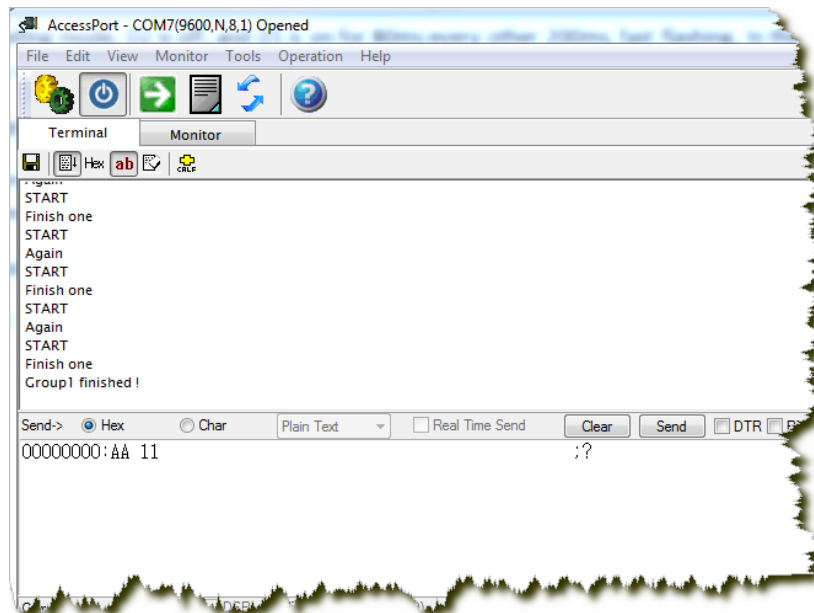 AccessPort - COM7(9600,N,8,1) Opened
File Edit View Monitor Tools Operation Help
Terminal Monitor
Hex ab CRLF
Again
START
Finish one
START
Again
START
Finish one
START
Again
START
Finish one
Group1 finished !
Send-> Hex Char Plain Text Real Time Send Clear Send DTR
00000000:AA 11 ;?